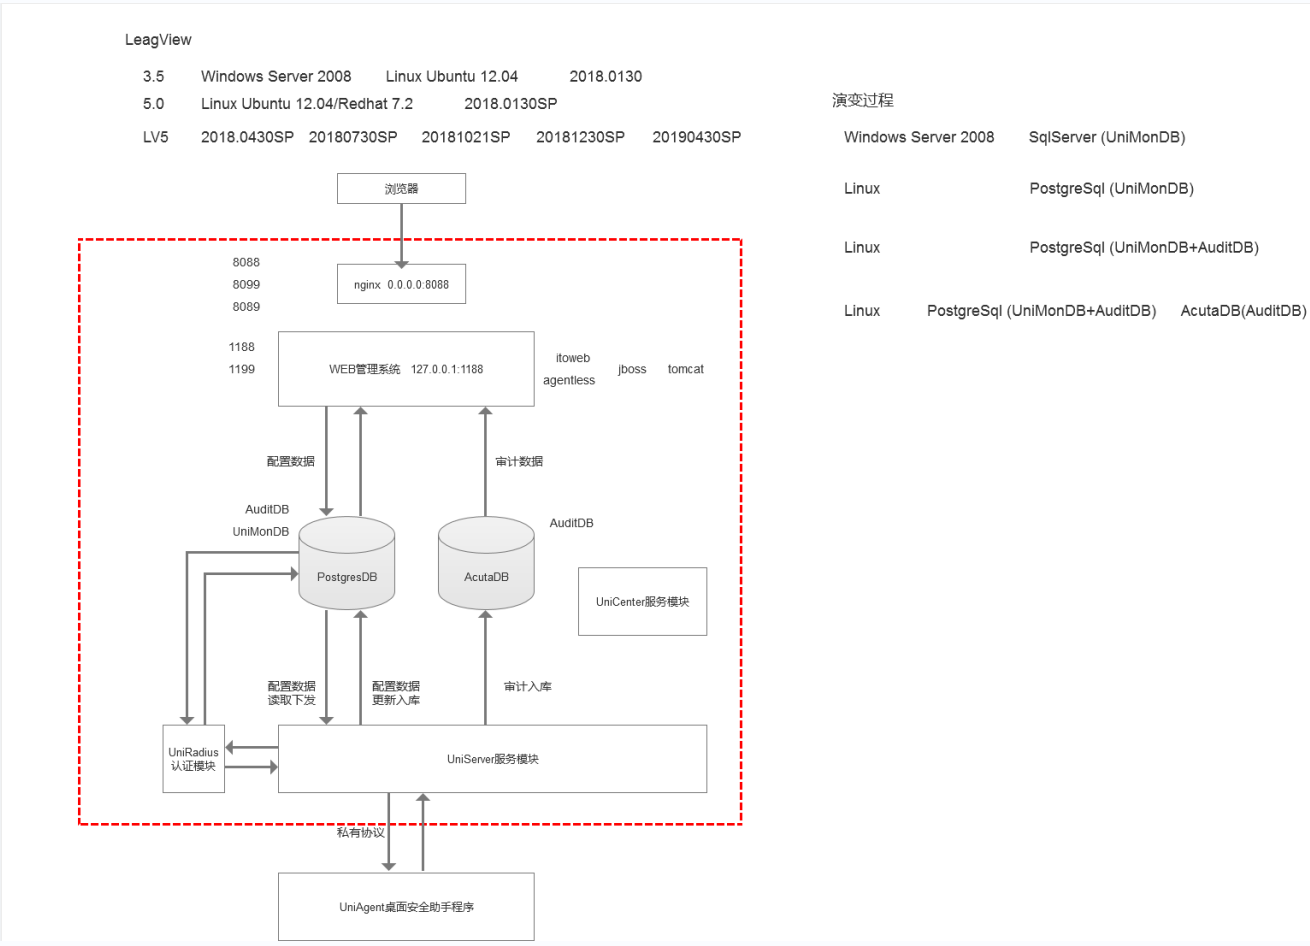 LeagView
3.5 Windows Server 2008 Linux Ubuntu 12.04 2018.0130
5.0 Linux Ubuntu 12.04/Redhat 7.2 2018.0130SP
LV5 2018.0430SP 20180730SP 20181021SP 20181230SP 20190430SP
演变过程
Windows Server 2008 SqlServer (UniMonDB)
Linux PostgreSql (UniMonDB)
Linux PostgreSql (UniMonDB+AuditDB)
Linux PostgreSql (UniMonDB+AuditDB) AcutaDB(AuditDB)
浏览器
8088
8099
8089
nginx 0.0.0.0:8088
1188
1199
WEB管理系统 127.0.0.1:1188
itoweb
agentless
jboss tomcat
配置数据
审计数据
AuditDB
UniMonDB
PostgresDB
AcutaDB
AuditDB
UniCenter服务模块
配置数据
读取下发
配置数据
更新入库
审计入库
UniRadius
认证模块
UniServer服务模块
私有协议
UniAgent桌面安全助手程序